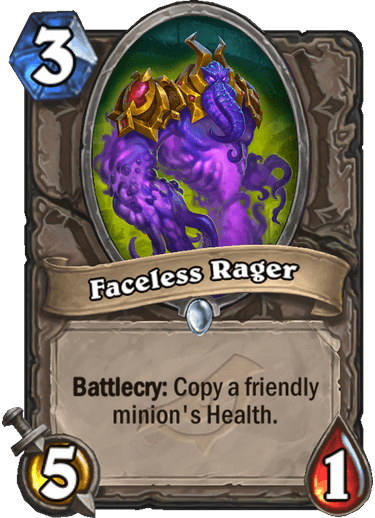 3
Faceless Rager
Battlecry: Copy a friendly
minion's Health.
5
1